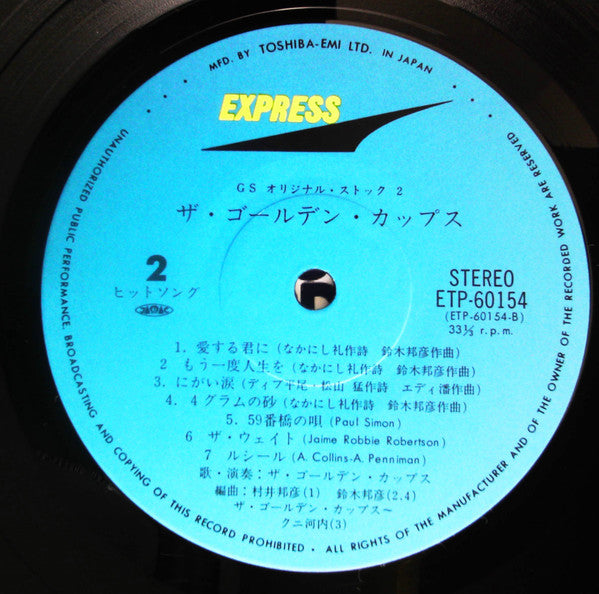 MFD. BY TOSHIBA-EMI LTD. IN JAPAN
EXPRESS
GS オリジナル・ストック 2
ザ・ゴールデン・カップス
2
ヒットソング
STEREO
ETP-60154
(ETP-60154-B)
33⅓ r.p.m.
1. 愛する君に (なかにし礼作詩 鈴木邦彦作曲)
2 もう一度人生を (なかにし礼作詩 鈴木邦彦作曲)
3. にがい涙 (デイブ平尾・松山 猛作詩 エディ潘作曲)
4. 4グラムの砂 (なかにし礼作詩 鈴木邦彦作曲)
5. 59番橋の唄 (Paul Simon)
6 ザ・ウェイト (Jaime Robbie Robertson)
7 ルシール (A. Collins-A. Penniman)
歌・演奏:ザ・ゴールデン・カップス
編曲:村井邦彦(1) 鈴木邦彦(2.4)
ザ・ゴールデン・カップス〜
クニ河内(3)
UNAUTHORIZED PUBLIC PERFORMANCE, BROADCASTING AND COPYING OF THIS RECORD PROHIBITED • ALL RIGHTS OF THE MANUFACTURER AND OF THE OWNER OF THE RECORDED WORK ARE RESERVED